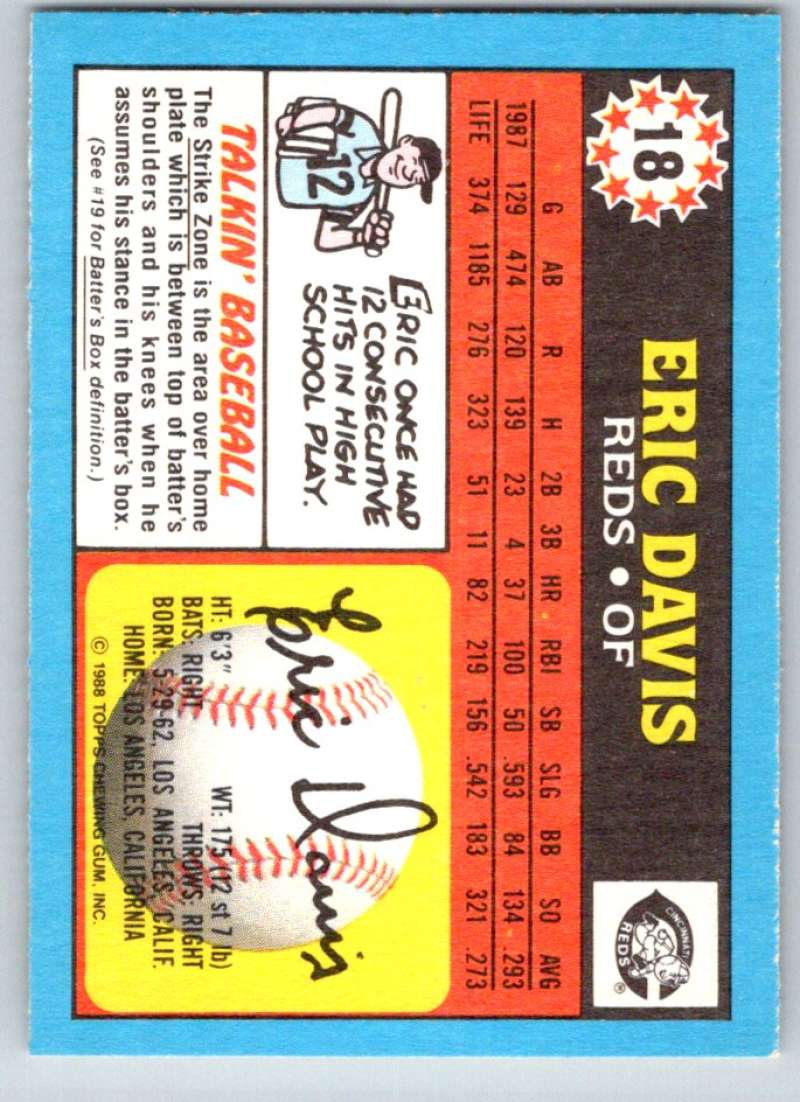 18
ERIC DAVIS
REDS • OF
CINCINNATI
REDS ®
G AB R H 2B 3B HR RBI SB SLG BB SO AVG
1987 129 474 120 139 23 4 37 100 50 .593 84 134 .293
LIFE 374 1185 276 323 51 11 82 219 156 .542 183 321 .273
12
ERIC ONCE HAD
12 CONSECUTIVE
HITS IN HIGH
SCHOOL PLAY.
TALKIN' BASEBALL
The Strike Zone is the area over home
plate which is between top of batter's
shoulders and his knees when he
assumes his stance in the batter's box.
(See #19 for Batter's Box definition.)
Eric Davis
HT: 6'3" WT: 175 (12 st 7 lb)
BATS: RIGHT THROWS: RIGHT
BORN: 5-29-62, LOS ANGELES, CALIF.
HOME: LOS ANGELES, CALIFORNIA
© 1988 TOPPS CHEWING GUM, INC.